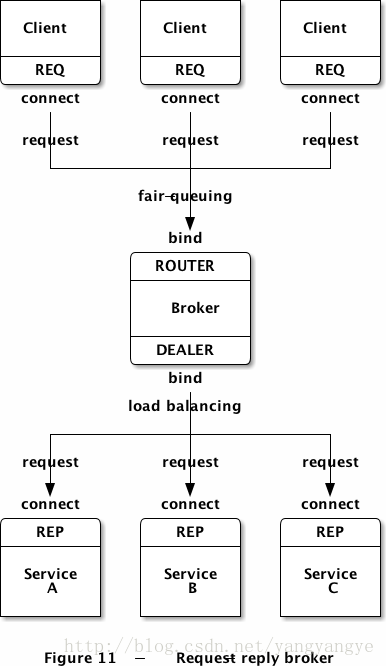 Client Client Client
REQ REQ REQ
connect connect connect
request request request
fair-queuing
bind
ROUTER
Broker
DEALER
bind
load balancing
request request request
connect connect connect
REP REP REP
Service Service Service
A B C
http://blog.csdn.net/yangyangye
Figure 11 - Request-reply broker